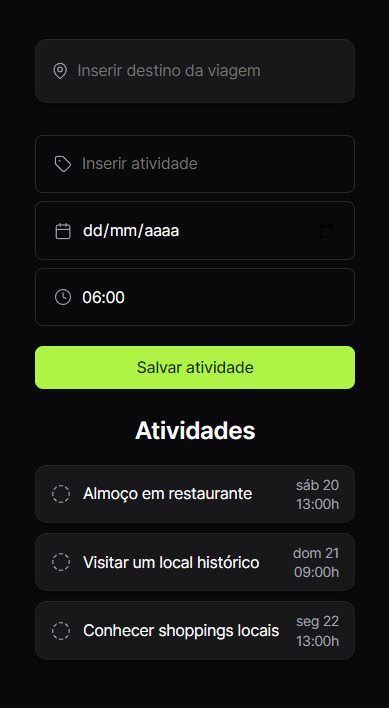 Inserir destino da viagem
Inserir atividade
dd/mm/aaaa
06:00
Salvar atividade
Atividades
Almoço em restaurante
sáb 20
13:00h
Visitar um local histórico
dom 21
09:00h
Conhecer shoppings locais
seg 22
13:00h